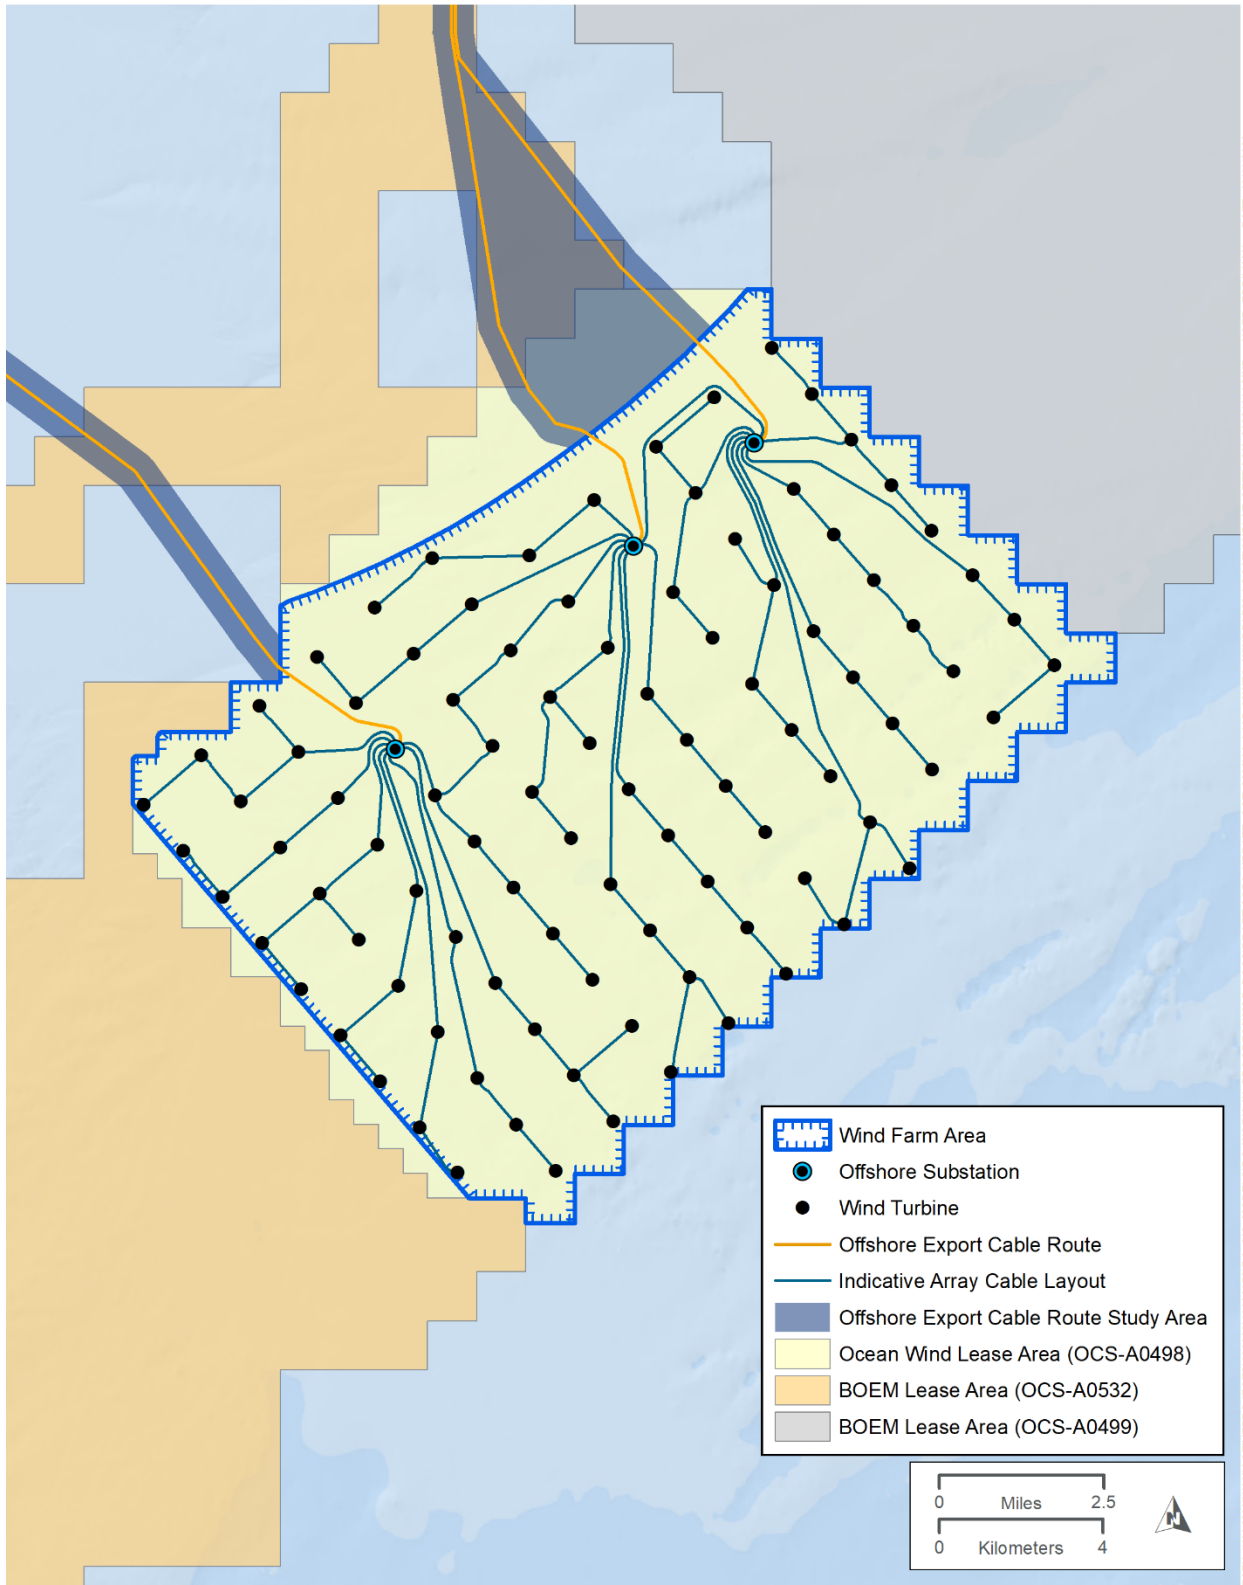 Wind Farm Area
Offshore Substation
Wind Turbine
Offshore Export Cable Route
Indicative Array Cable Layout
Offshore Export Cable Route Study Area
Ocean Wind Lease Area (OCS-A0498)
BOEM Lease Area (OCS-A0532)
BOEM Lease Area (OCS-A0499)
0 Miles 2.5
0 Kilometers 4
N